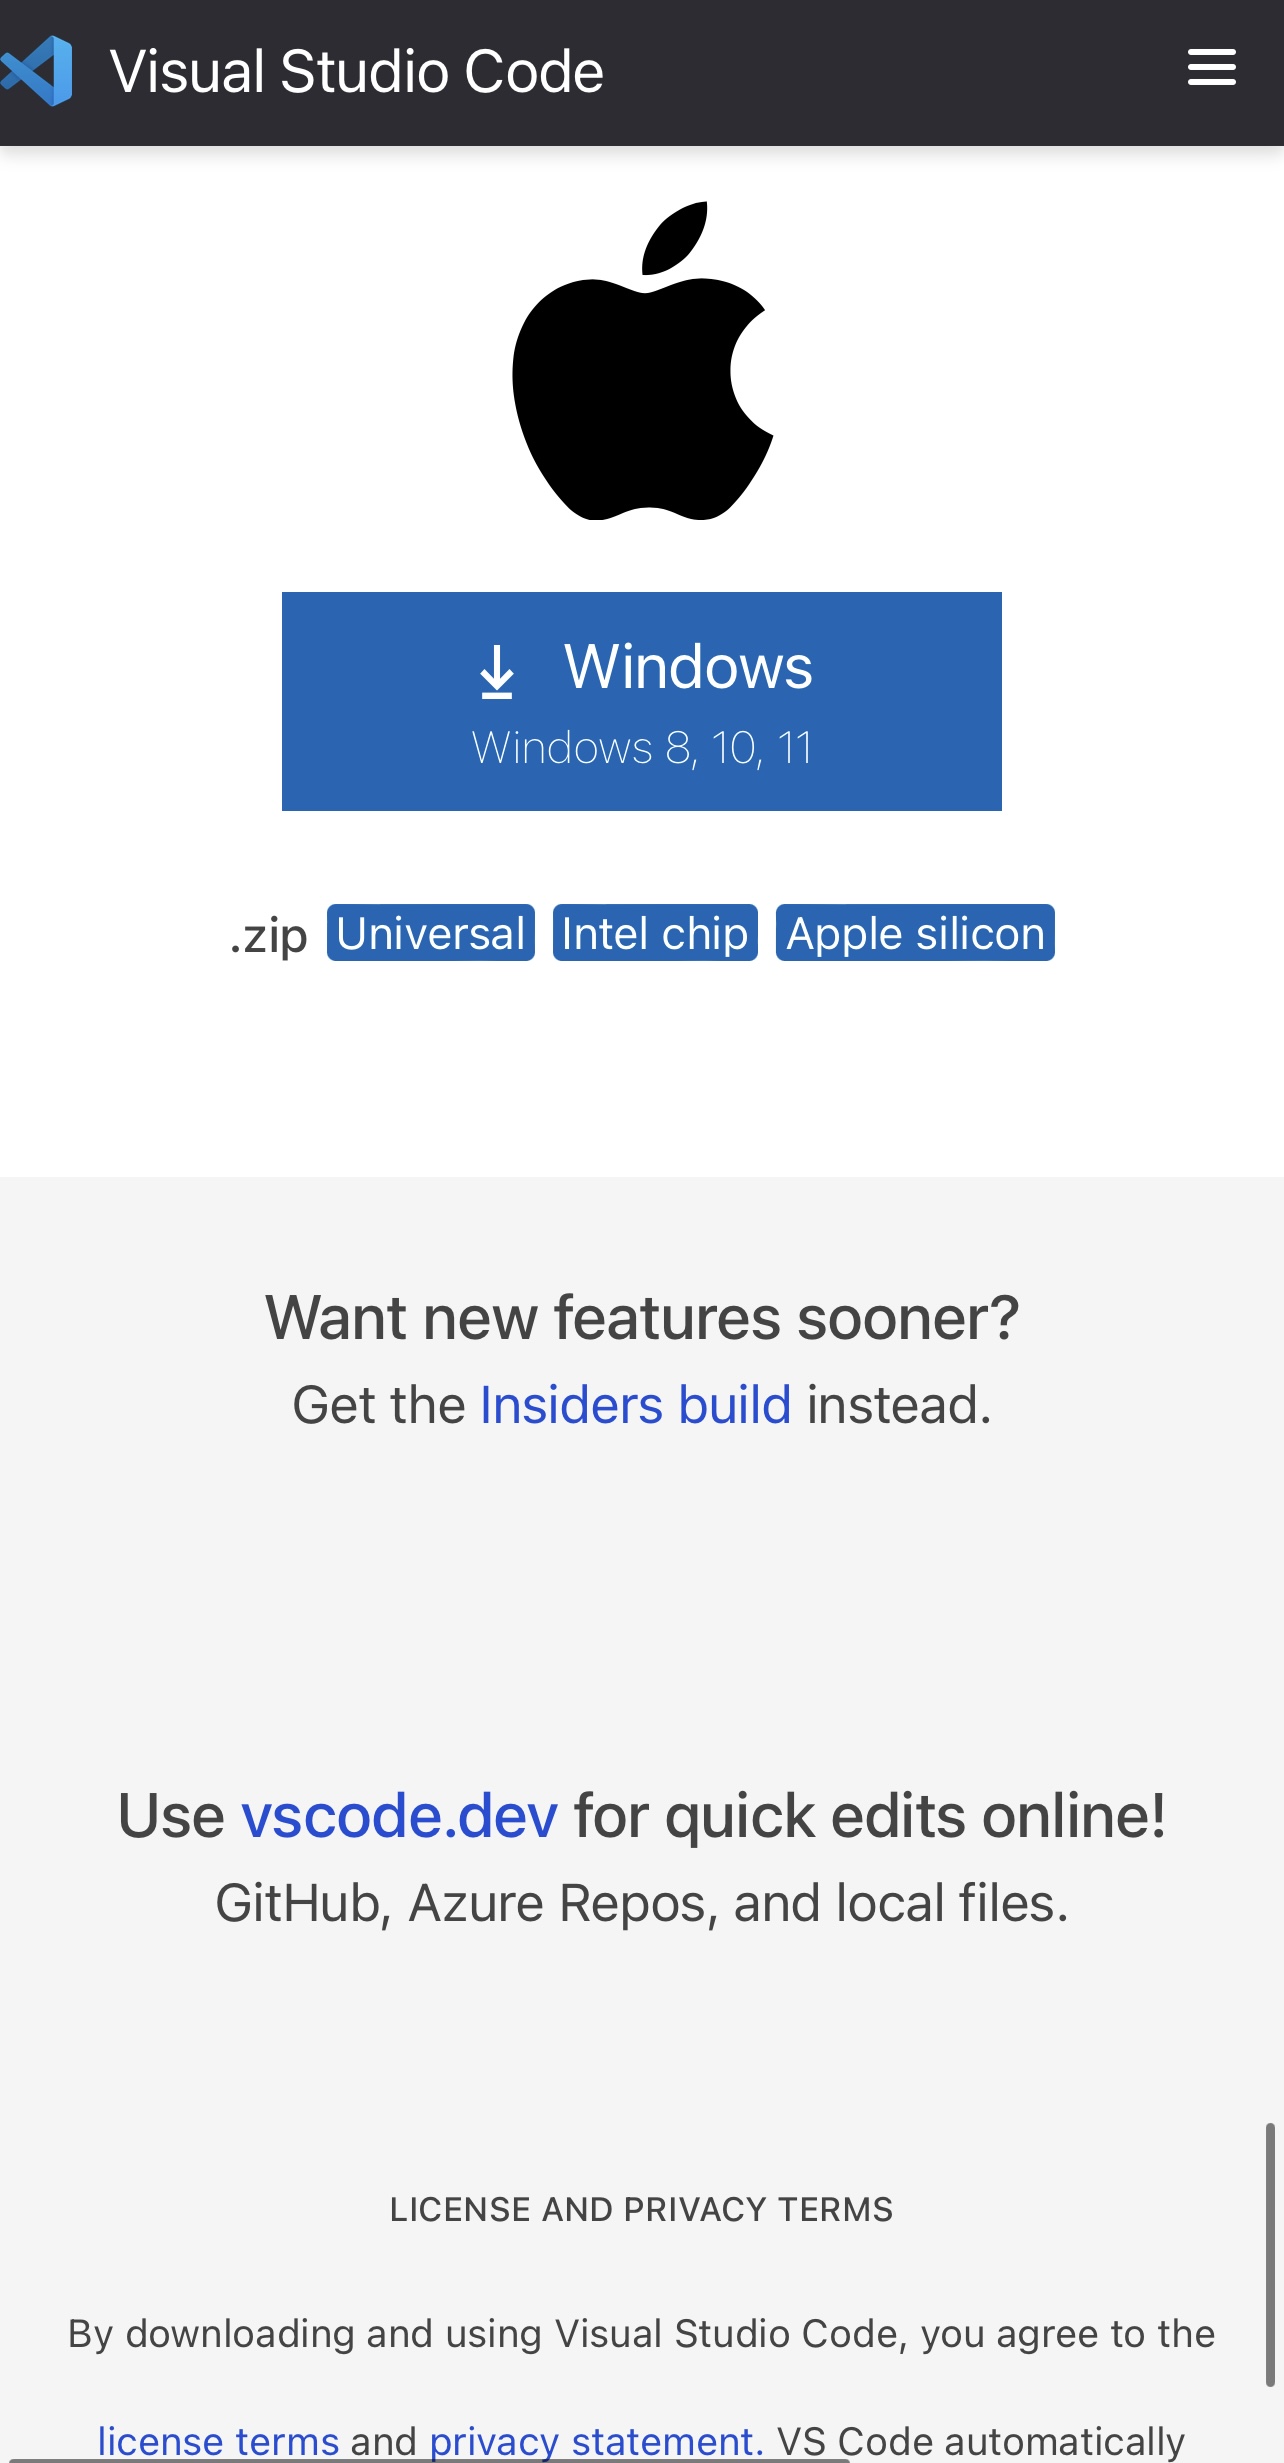 Visual Studio Code
Windows
Windows 8, 10, 11
.zip Universal Intel chip Apple silicon
Want new features sooner?
Get the Insiders build instead.
Use vscode.dev for quick edits online!
GitHub, Azure Repos, and local files.
LICENSE AND PRIVACY TERMS
By downloading and using Visual Studio Code, you agree to the
license terms and privacy statement. VS Code automatically